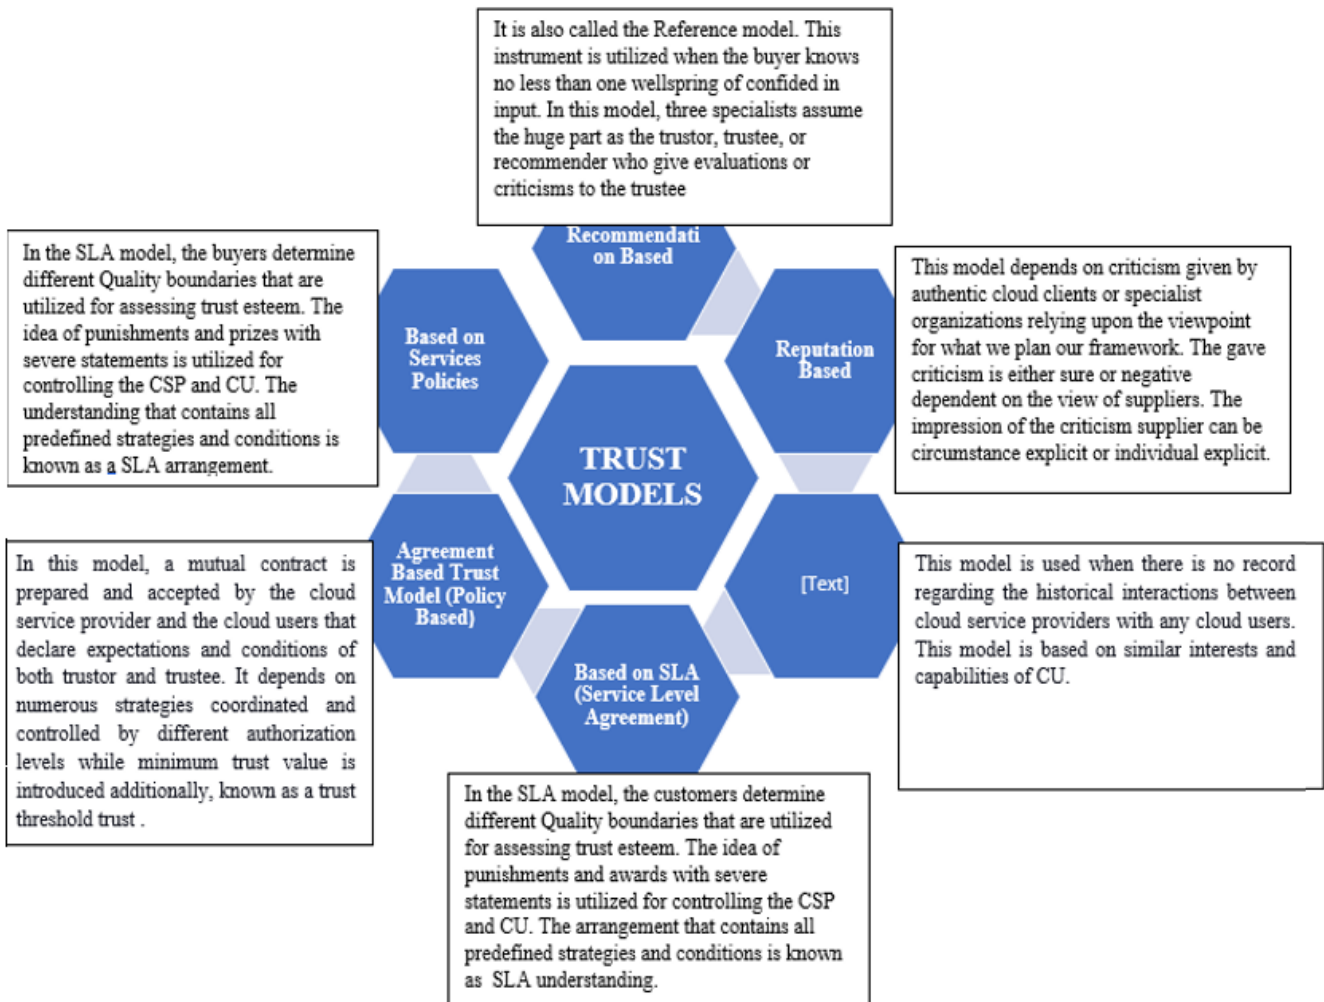 It is also called the Reference model. This
instrument is utilized when the buyer knows
no less than one wellspring of confided in
input. In this model, three specialists assume
the huge part as the trustor, trustee, or
recommender who give evaluations or
criticisms to the trustee
Recommendati
on Based
In the SLA model, the buyers determine
different Quality boundaries that are
utilized for assessing trust esteem. The
idea of punishments and prizes with
severe statements is utilized for
controlling the CSP and CU. The
understanding that contains all
predefined strategies and conditions is
known as a SLA arrangement.
Based on
Services
Policies
Reputation
Based
This model depends on criticism given by
authentic cloud clients or specialist
organizations relying upon the viewpoint
for what we plan our framework. The gave
criticism is either sure or negative
dependent on the view of suppliers. The
impression of the criticism supplier can be
circumstance explicit or individual explicit.
TRUST
MODELS
In this model, a mutual contract is
prepared and accepted by the cloud
service provider and the cloud users that
declare expectations and conditions of
both trustor and trustee. It depends on
numerous strategies coordinated and
controlled by different authorization
levels while minimum trust value is
introduced additionally, known as a trust
threshold trust .
Agreement
Based Trust
Model (Policy
Based)
[Text]
This model is used when there is no record
regarding the historical interactions between
cloud service providers with any cloud users.
This model is based on similar interests and
capabilities of CU.
Based on SLA
(Service Level
Agreement)
In the SLA model, the customers determine
different Quality boundaries that are utilized
for assessing trust esteem. The idea of
punishments and awards with severe
statements is utilized for controlling the CSP
and CU. The arrangement that contains all
predefined strategies and conditions is known
as SLA understanding.